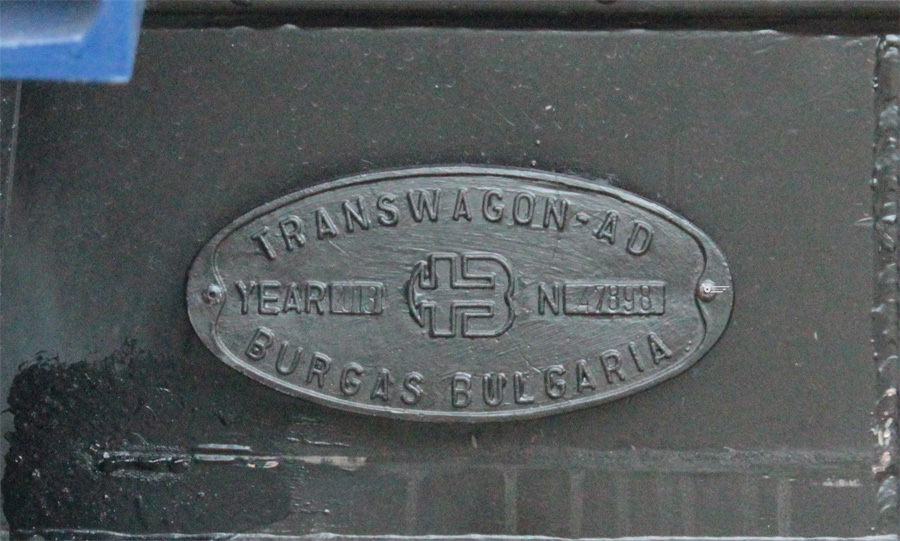 TRANSWAGON-AD
YEAR
N 47898
BURGAS BULGARIA